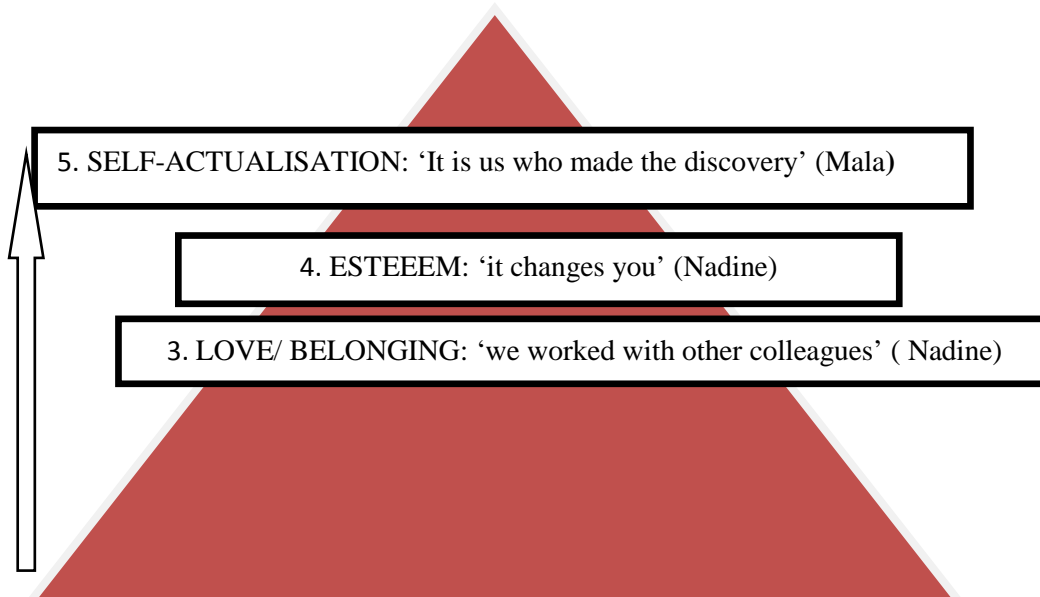 5. SELF-ACTUALISATION: ‘It is us who made the discovery’ (Mala)
4. ESTEEEM: ‘it changes you’ (Nadine)
3. LOVE/ BELONGING: ‘we worked with other colleagues’ ( Nadine)